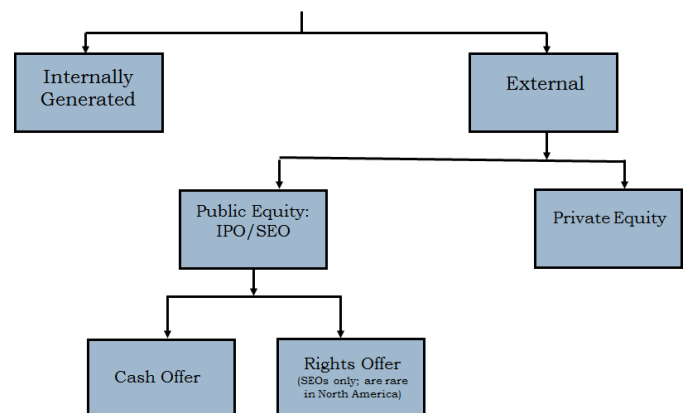 Internally
Generated
External
Public Equity:
IPO/SEO
Private Equity
Cash Offer
Rights Offer
(SEOs only; are rare
in North America)